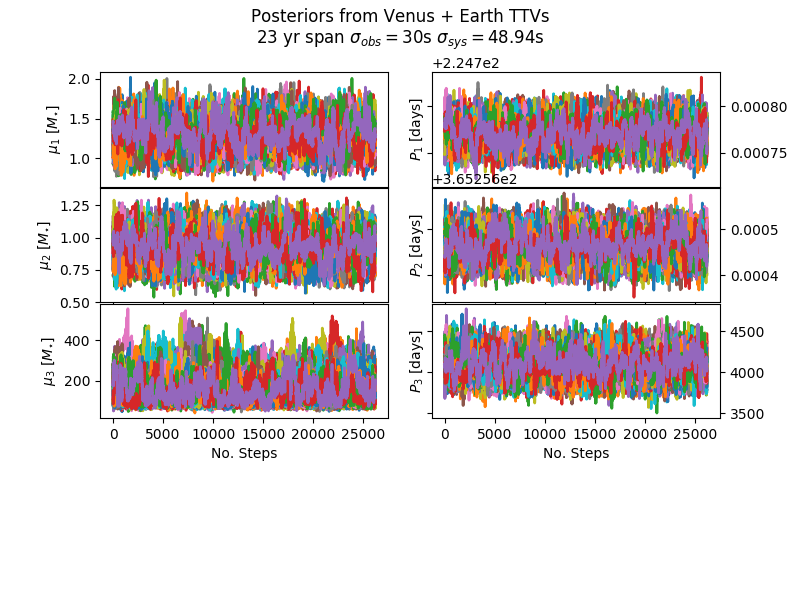 Posteriors from Venus + Earth TTVs
23 yr span σ_obs = 30s σ_sys = 48.94s
+2.247e2
2.0
1.5
1.0
μ₁ [M⋆]
P₁ [days]
0.00080
0.00075
+3.65256e2
1.25
1.00
0.75
0.50
μ₂ [M⋆]
P₂ [days]
0.0005
0.0004
400
200
μ₃ [M⋆]
P₃ [days]
4500
4000
3500
0 5000 10000 15000 20000 25000
No. Steps
0 5000 10000 15000 20000 25000
No. Steps